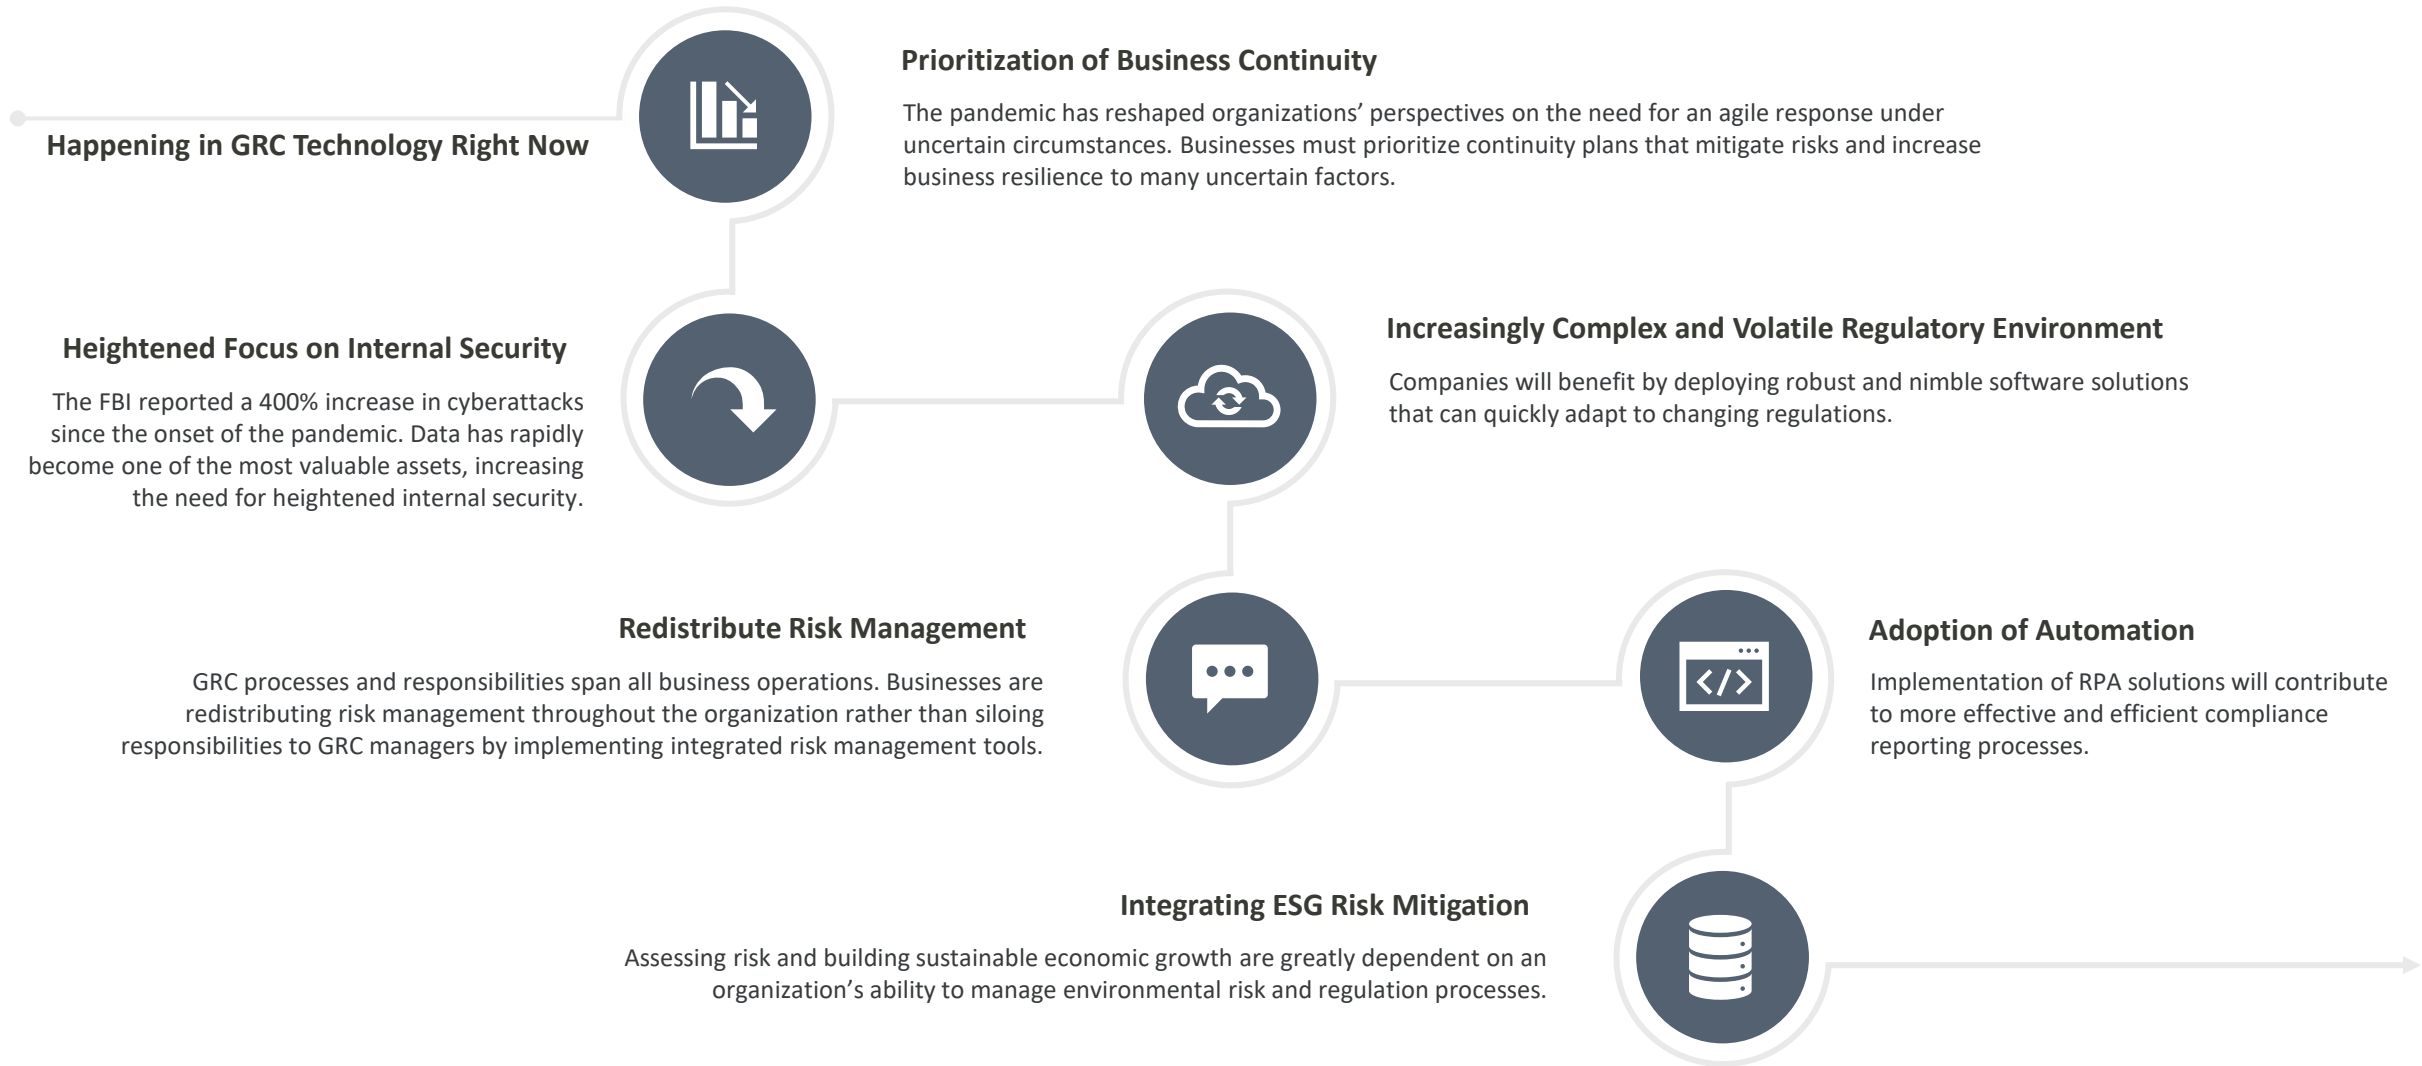 Happening in GRC Technology Right Now
Prioritization of Business Continuity
The pandemic has reshaped organizations’ perspectives on the need for an agile response under
uncertain circumstances. Businesses must prioritize continuity plans that mitigate risks and increase
business resilience to many uncertain factors.
Heightened Focus on Internal Security
The FBI reported a 400% increase in cyberattacks
since the onset of the pandemic. Data has rapidly
become one of the most valuable assets, increasing
the need for heightened internal security.
Increasingly Complex and Volatile Regulatory Environment
Companies will benefit by deploying robust and nimble software solutions
that can quickly adapt to changing regulations.
Redistribute Risk Management
GRC processes and responsibilities span all business operations. Businesses are
redistributing risk management throughout the organization rather than siloing
responsibilities to GRC managers by implementing integrated risk management tools.
Adoption of Automation
Implementation of RPA solutions will contribute
to more effective and efficient compliance
reporting processes.
Integrating ESG Risk Mitigation
Assessing risk and building sustainable economic growth are greatly dependent on an
organization’s ability to manage environmental risk and regulation processes.